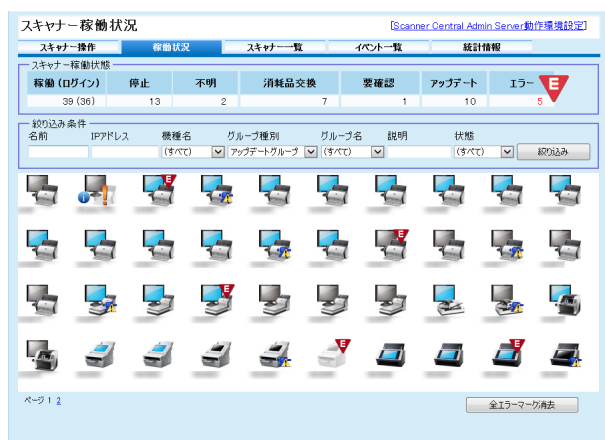 スキャナー稼働状況
[Scanner Central Admin Server動作環境設定]
スキャナー操作 稼働状況 スキャナー一覧 イベント一覧 統計情報
スキャナー稼働状態
稼働 (ログイン) 停止 不明 消耗品交換 要確認 アップデート エラー E
39 (36) 13 2 7 1 10 5
絞り込み条件
名前 IPアドレス 機種名 グループ種別 グループ名 説明 状態
(すべて) アップデートグループ (すべて) (すべて) 絞り込み
E
E
E
E
E
ページ 1 2
全エラーマーク消去